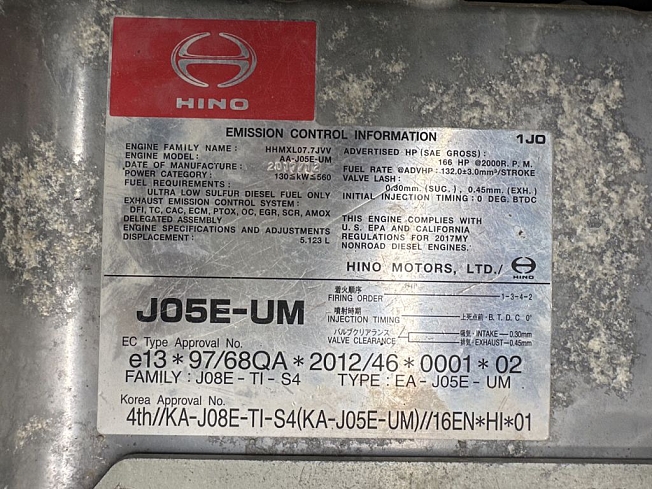 HINO
EMISSION CONTROL INFORMATION 1J0
ENGINE FAMILY NAME : HHMXL07.7JVV
ENGINE MODEL: AA-J05E-UM
DATE OF MANUFACTURE:
POWER CATEGORY: 130≤kW≤560
FUEL REQUIREMENTS:
ULTRA LOW SULFUR DIESEL FUEL ONLY
EXHAUST EMISSION CONTROL SYSTEM:
DFI, TC, CAC, ECM, PTOX, OC, EGR, SCR, AMOX
DELEGATED ASSEMBLY
ENGINE SPECIFICATIONS AND ADJUSTMENTS
DISPLACEMENT: 5.123 L
ADVERTISED HP (SAE GROSS):
166 HP @2000R. P. M.
FUEL RATE @ADVHP :132.0±3.0mm³/STROKE
VALVE LASH :
0.30mm (SUC.), 0.45mm (EXH.)
INITIAL INJECTION TIMING : 0 DEG. BTDC
THIS ENGINE COMPLIES WITH
U. S. EPA AND CALIFORNIA
REGULATIONS FOR 2017MY
NONROAD DIESEL ENGINES.
HINO MOTORS, LTD. HINO
J05E-UM
着火順序
FIRING ORDER 1-3-4-2
噴射時期
INJECTION TIMING 上死点前・B. T. D. C 0°
バルブクリアランス
VALVE CLEARANCE
吸気・INTAKE-0.30mm
排気・EXHAUST-0.45mm
EC Type Approval No.
e13*97/68QA*2012/46*0001*02
FAMILY : J08E-TI-S4 TYPE : EA-J05E-UM
Korea Approval No.
4th//KA-J08E-TI-S4(KA-J05E-UM)//16EN*HI*01